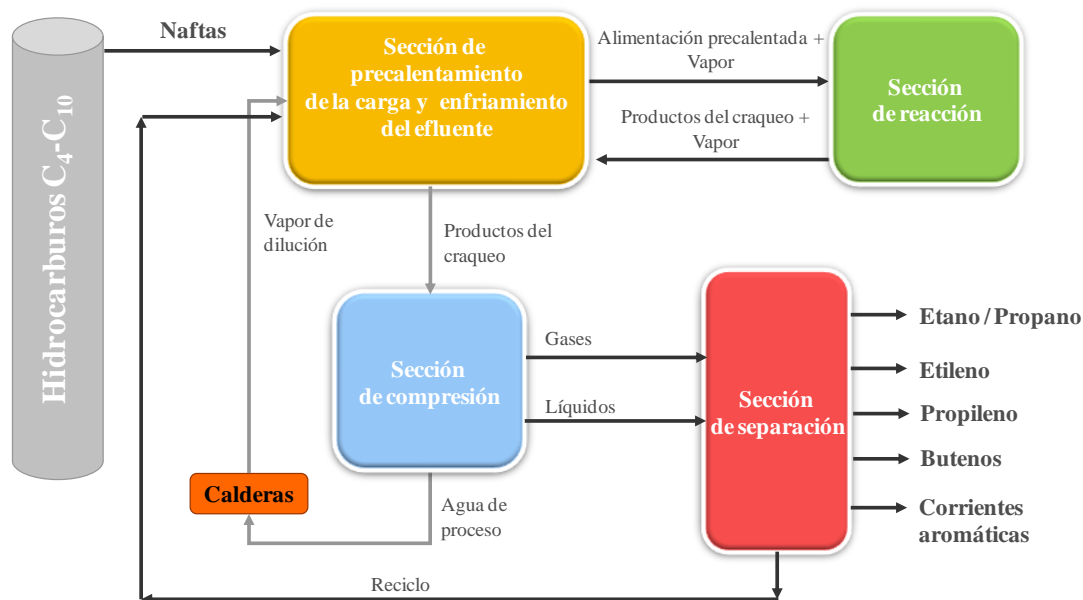 Hidrocarburos C4-C10
Naftas
Sección de
precalentamiento
de la carga y enfriamiento
del efluente
Alimentación precalentada +
Vapor
Productos del craqueo +
Vapor
Sección
de reacción
Vapor de
dilución
Productos del
craqueo
Sección
de compresión
Gases
Líquidos
Sección
de separación
Etano / Propano
Etileno
Propileno
Butenos
Corrientes
aromáticas
Calderas
Agua de
proceso
Reciclo